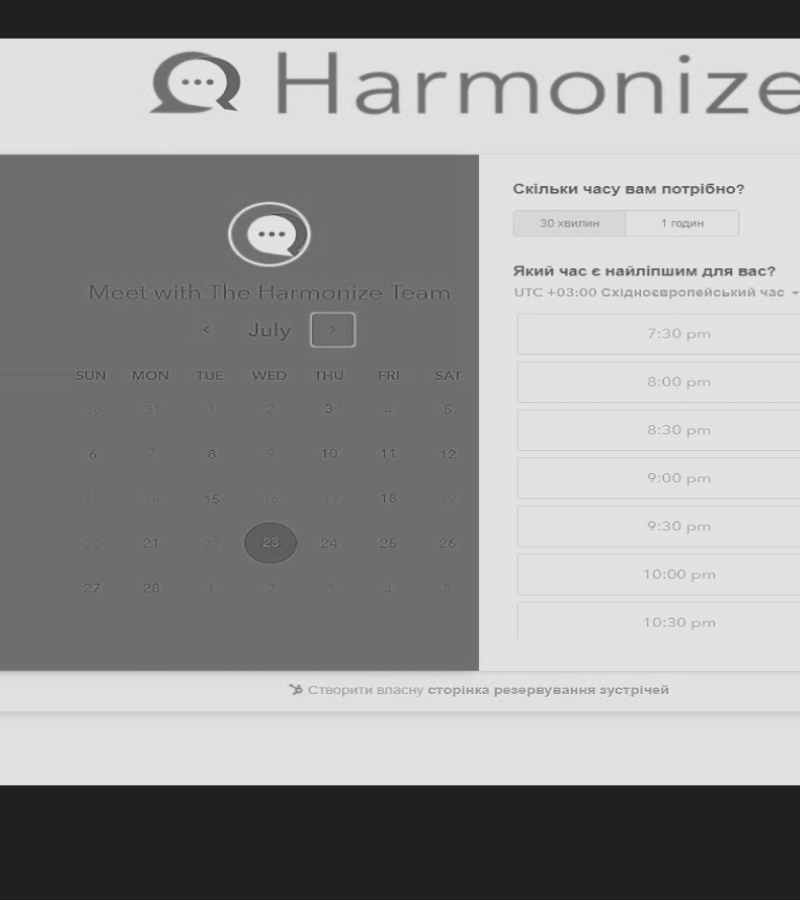 Harmonize
Meet with The Harmonize Team
< July >
SUN MON TUE WED THU FRI SAT
30 31 1 2 3 4 5
6 7 8 9 10 11 12
13 14 15 16 17 18 19
20 21 22 23 24 25 26
27 28 1 2 3 4 5
Скільки часу вам потрібно?
30 хвилин 1 годин
Який час є найліпшим для вас?
UTC +03:00 Східноєвропейський час
7:30 pm
8:00 pm
8:30 pm
9:00 pm
9:30 pm
10:00 pm
10:30 pm
Створити власну сторінка резервування зустрічей